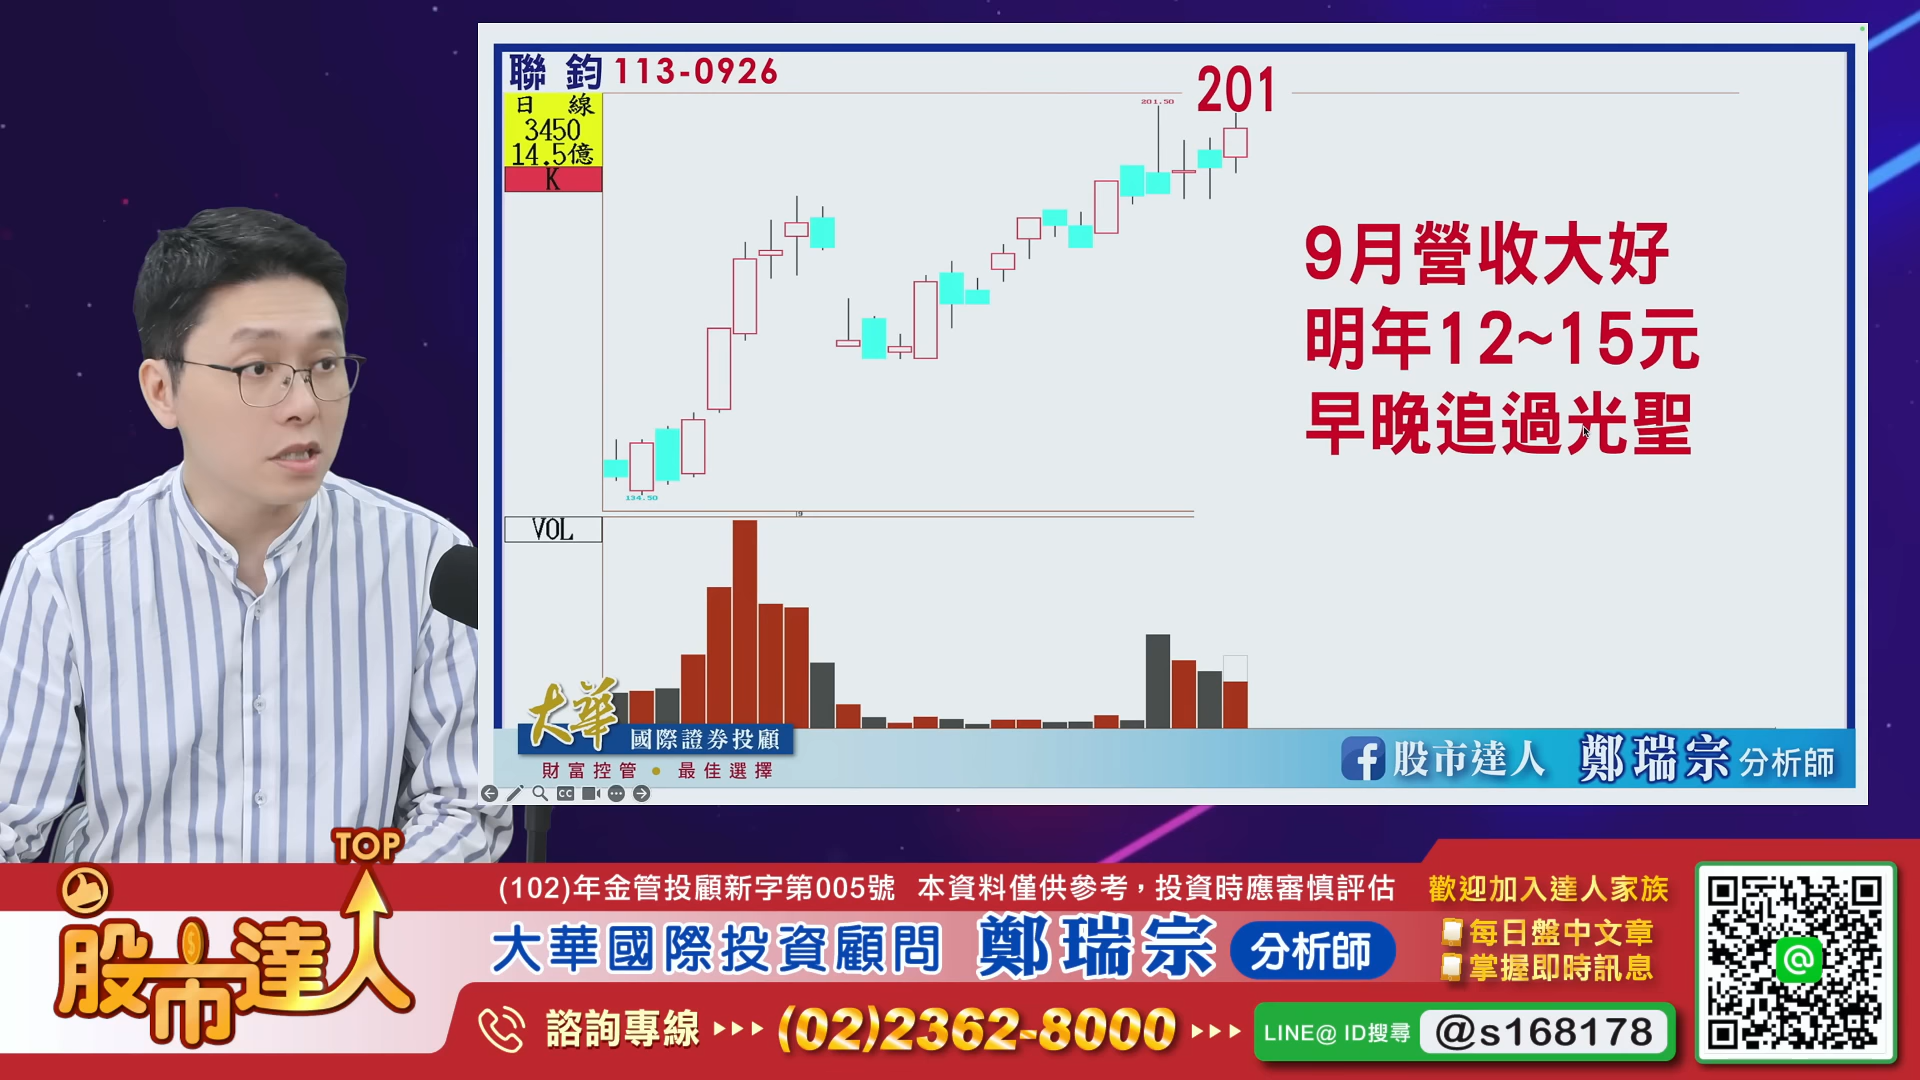 聯鈞 113-0926
日線
3450
14.5億
K
201.50
201
134.50
9月營收大好
明年12~15元
早晚追過光聖
VOL
大華
國際證券投顧
財富控管 • 最佳選擇
股市達人 鄭瑞宗 分析師
TOP
股市達人
(102)年金管投顧新字第005號 本資料僅供參考，投資時應審慎評估
大華國際投資顧問 鄭瑞宗 分析師
諮詢專線 (02)2362-8000
歡迎加入達人家族
每日盤中文章
掌握即時訊息
LINE@ ID搜尋 @s168178